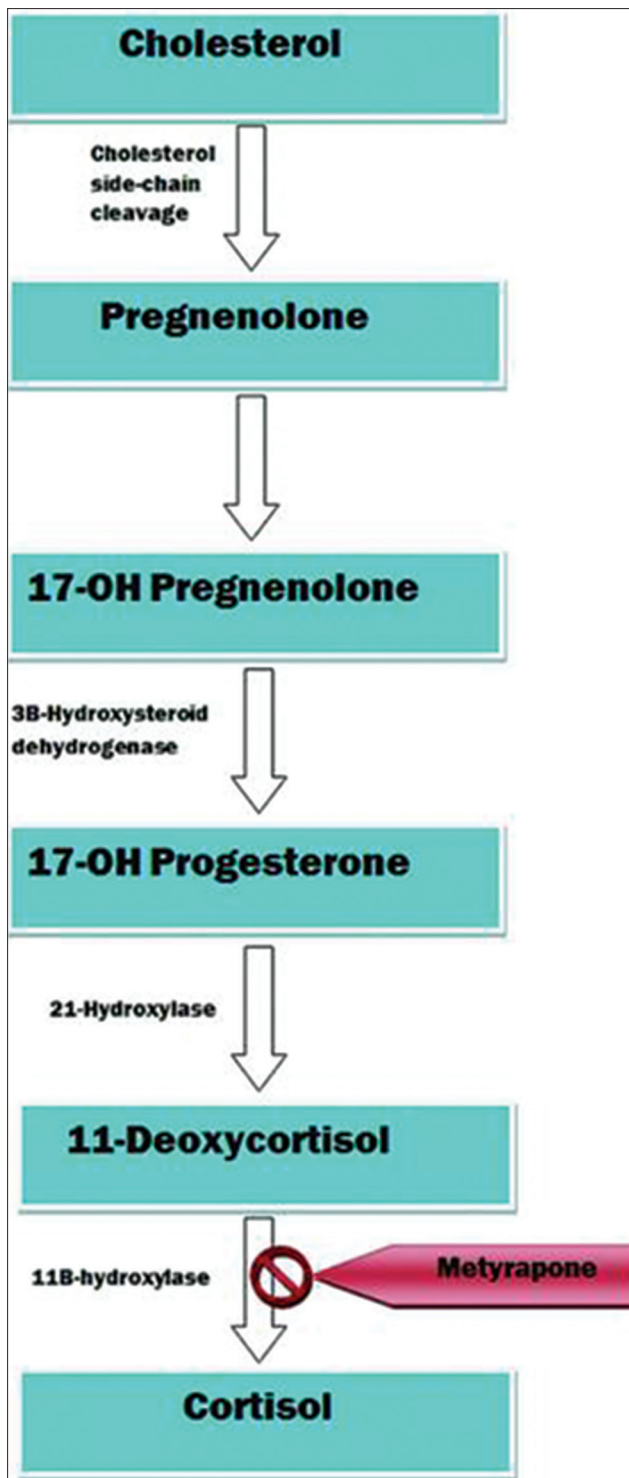 Cholesterol
Cholesterol
side-chain
cleavage
Pregnenolone
17-OH Pregnenolone
3B-Hydroxysteroid
dehydrogenase
17-OH Progesterone
21-Hydroxylase
11-Deoxycortisol
11B-hydroxylase
Metyrapone
Cortisol